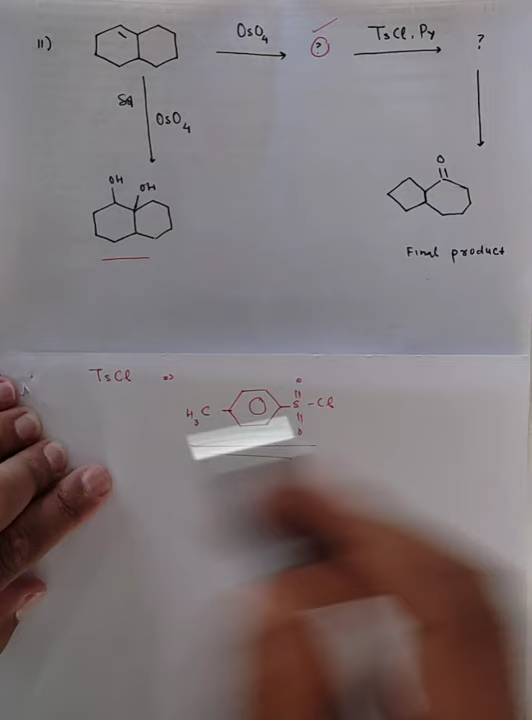 11) OsO4 ? TsCl, Py ?
OsO4
OH OH
O
Final product
TsCl ⇒
O
H3C S -Cl
O